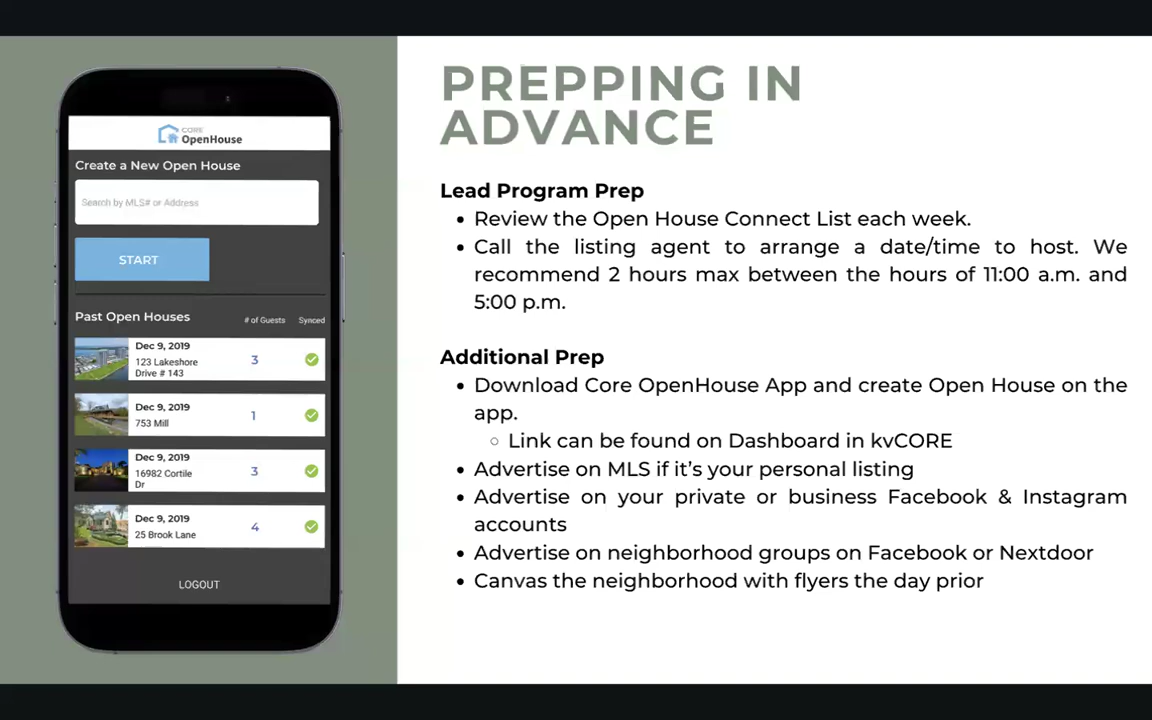 CORE
OpenHouse
Create a New Open House
Search by MLS# or Address
START
Past Open Houses
# of Guests
Synced
Dec 9, 2019
123 Lakeshore
Drive # 143
3
Dec 9, 2019
753 Mill
1
Dec 9, 2019
16982 Cortile
Dr
3
Dec 9, 2019
25 Brook Lane
4
LOGOUT
PREPPING IN
ADVANCE
Lead Program Prep
• Review the Open House Connect List each week.
• Call the listing agent to arrange a date/time to host. We
recommend 2 hours max between the hours of 11:00 a.m. and
5:00 p.m.
Additional Prep
• Download Core OpenHouse App and create Open House on the
app.
○ Link can be found on Dashboard in kvCORE
• Advertise on MLS if it's your personal listing
• Advertise on your private or business Facebook & Instagram
accounts
• Advertise on neighborhood groups on Facebook or Nextdoor
• Canvas the neighborhood with flyers the day prior